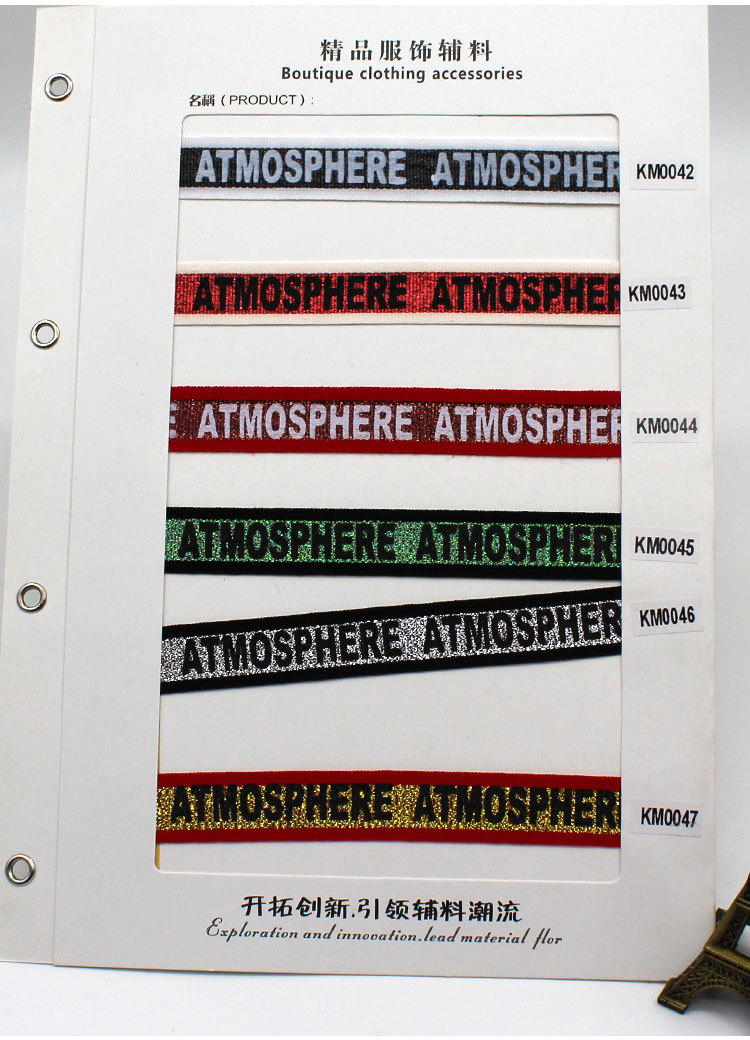 精品服饰辅料
Boutique clothing accessories
名稱（PRODUCT）:
ATMOSPHERE ATMOSPHER
KM0042
ATMOSPHERE ATMOSPHER
KM0043
E ATMOSPHERE ATMOSPHER
KM0044
ATMOSPHERE ATMOSPHER
KM0045
ATMOSPHERE ATMOSPHER
KM0046
ATMOSPHERE ATMOSPHER
KM0047
开拓创新.引领辅料潮流
Exploration and innovation.lead material flor